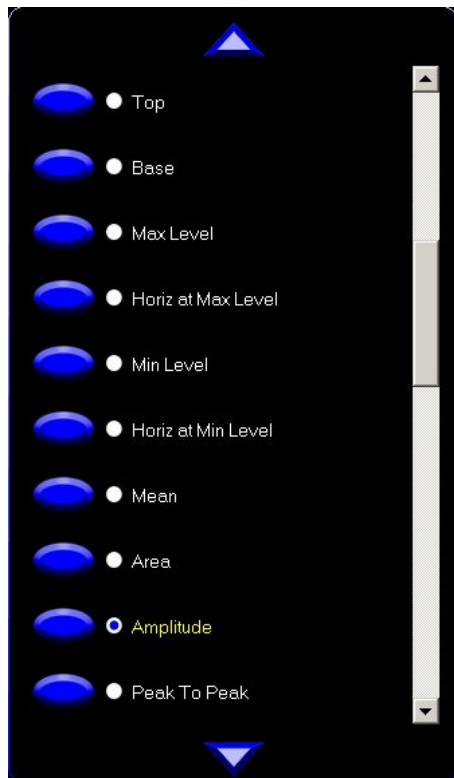 Top
Base
Max Level
Horiz at Max Level
Min Level
Horiz at Min Level
Mean
Area
Amplitude
Peak To Peak